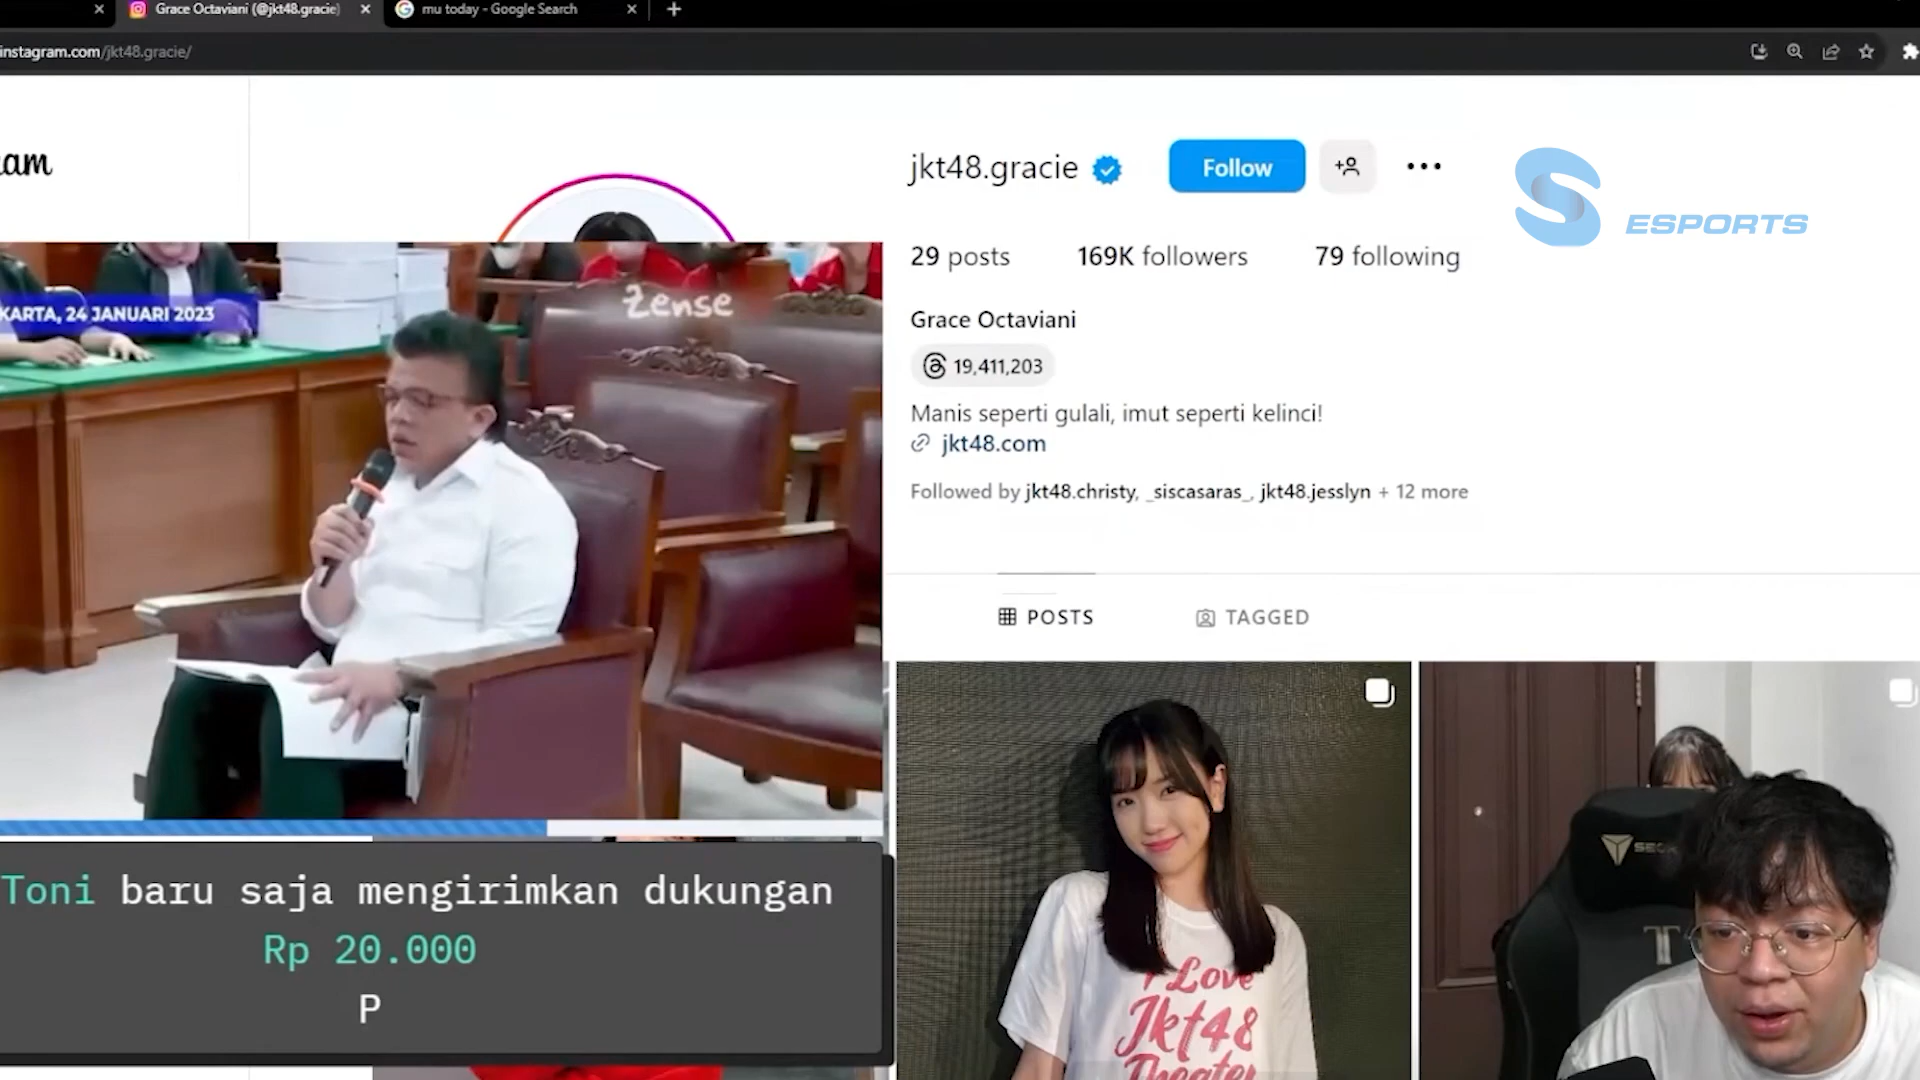 Grace Octaviani (@jkt48.gracie)
mu today - Google Search
instagram.com/jkt48.gracie/
am
jkt48.gracie
Follow
29 posts
169K followers
79 following
Grace Octaviani
19,411,203
Manis seperti gulali, imut seperti kelinci!
jkt48.com
Followed by jkt48.christy, _siscasaras_, jkt48.jesslyn + 12 more
POSTS
TAGGED
S
ESPORTS
KARTA, 24 JANUARI 2023
Zense
Toni baru saja mengirimkan dukungan
Rp 20.000
P
I Love
Jkt48
Theater